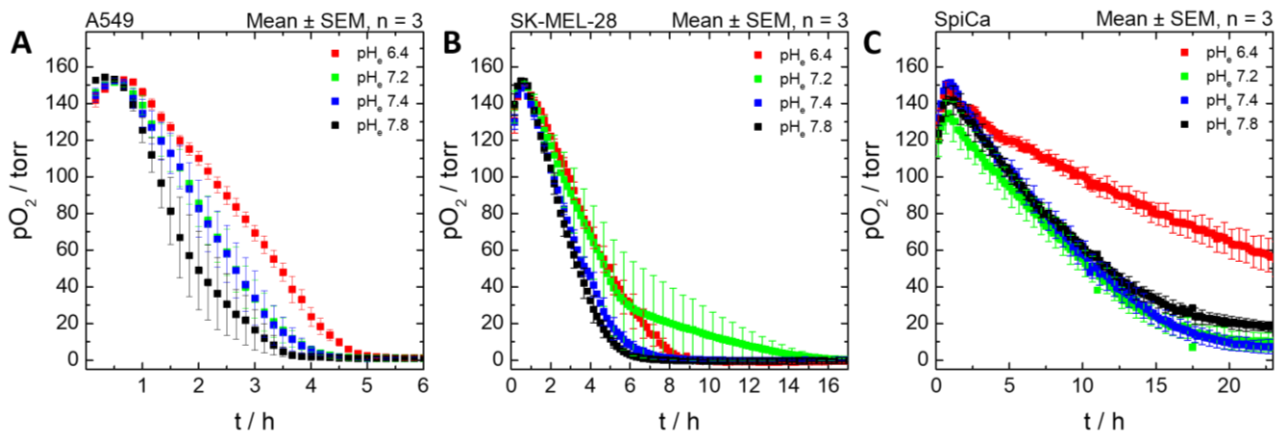 A
A549
Mean ± SEM, n = 3
pHe 6.4
pHe 7.2
pHe 7.4
pHe 7.8
160
140
120
100
80
60
40
20
0
pO2 / torr
1 2 3 4 5 6
t / h
B
SK-MEL-28
Mean ± SEM, n = 3
pHe 6.4
pHe 7.2
pHe 7.4
pHe 7.8
160
140
120
100
80
60
40
20
0
pO2 / torr
0 2 4 6 8 10 12 14 16
t / h
C
SpiCa
Mean ± SEM, n = 3
pHe 6.4
pHe 7.2
pHe 7.4
pHe 7.8
160
140
120
100
80
60
40
20
0
pO2 / torr
0 5 10 15 20
t / h